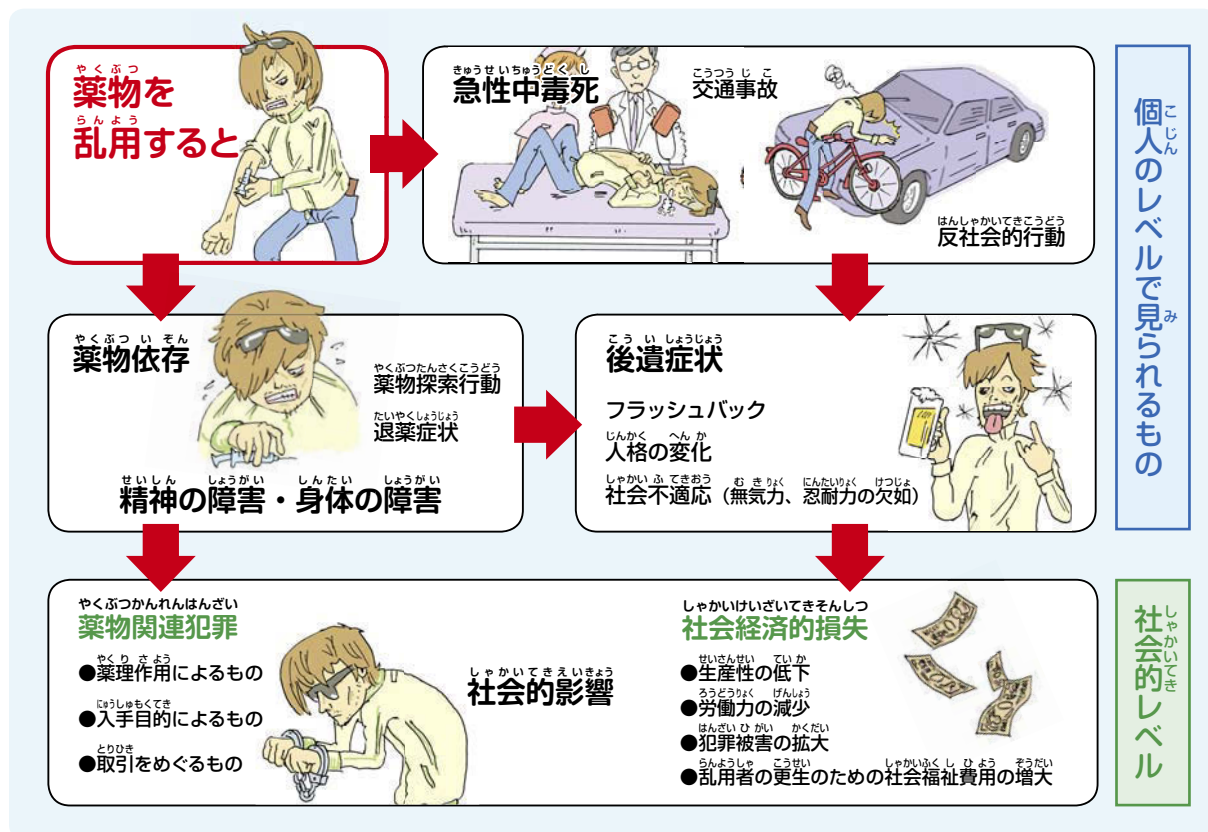 薬物を
乱用すると
急性中毒死
交通事故
反社会的行動
薬物依存
薬物探索行動
退薬症状
精神の障害・身体の障害
後遺症状
フラッシュバック
人格の変化
社会不適応（無気力、忍耐力の欠如）
個人のレベルで見られるもの
薬物関連犯罪
●薬理作用によるもの
●入手目的によるもの
●取引をめぐるもの
社会的影響
社会経済的損失
●生産性の低下
●労働力の減少
●犯罪被害の拡大
●乱用者の更生のための社会福祉費用の増大
社会的レベル